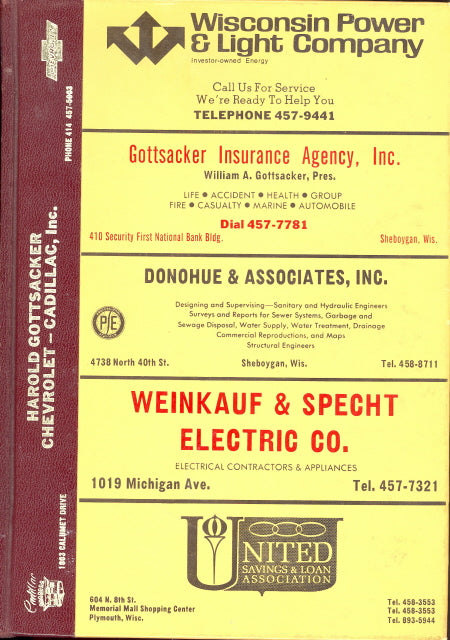 CHEVROLET
PHONE 414 457-5003
HAROLD GOTTSACKER
CHEVROLET – CADILLAC, Inc.
1803 CALUMET DRIVE
Cadillac
Wisconsin Power
& Light Company
Investor-owned Energy
Call Us For Service
We're Ready To Help You
TELEPHONE 457-9441
Gottsacker Insurance Agency, Inc.
William A. Gottsacker, Pres.
LIFE ● ACCIDENT ● HEALTH ● GROUP
FIRE ● CASUALTY ● MARINE ● AUTOMOBILE
Dial 457-7781
410 Security First National Bank Bldg. Sheboygan, Wis.
DONOHUE & ASSOCIATES, INC.
P/E
Designing and Supervising—Sanitary and Hydraulic Engineers
Surveys and Reports for Sewer Systems, Garbage and
Sewage Disposal, Water Supply, Water Treatment, Drainage
Commercial Reproductions, and Maps
Structural Engineers
4738 North 40th St. Sheboygan, Wis. Tel. 458-8711
WEINKAUF & SPECHT
ELECTRIC CO.
ELECTRICAL CONTRACTORS & APPLIANCES
1019 Michigan Ave. Tel. 457-7321
UNITED
SAVINGS & LOAN
ASSOCIATION
604 N. 8th St. Tel. 458-3553
Memorial Mall Shopping Center Tel. 458-3553
Plymouth, Wisc. Tel. 893-5944